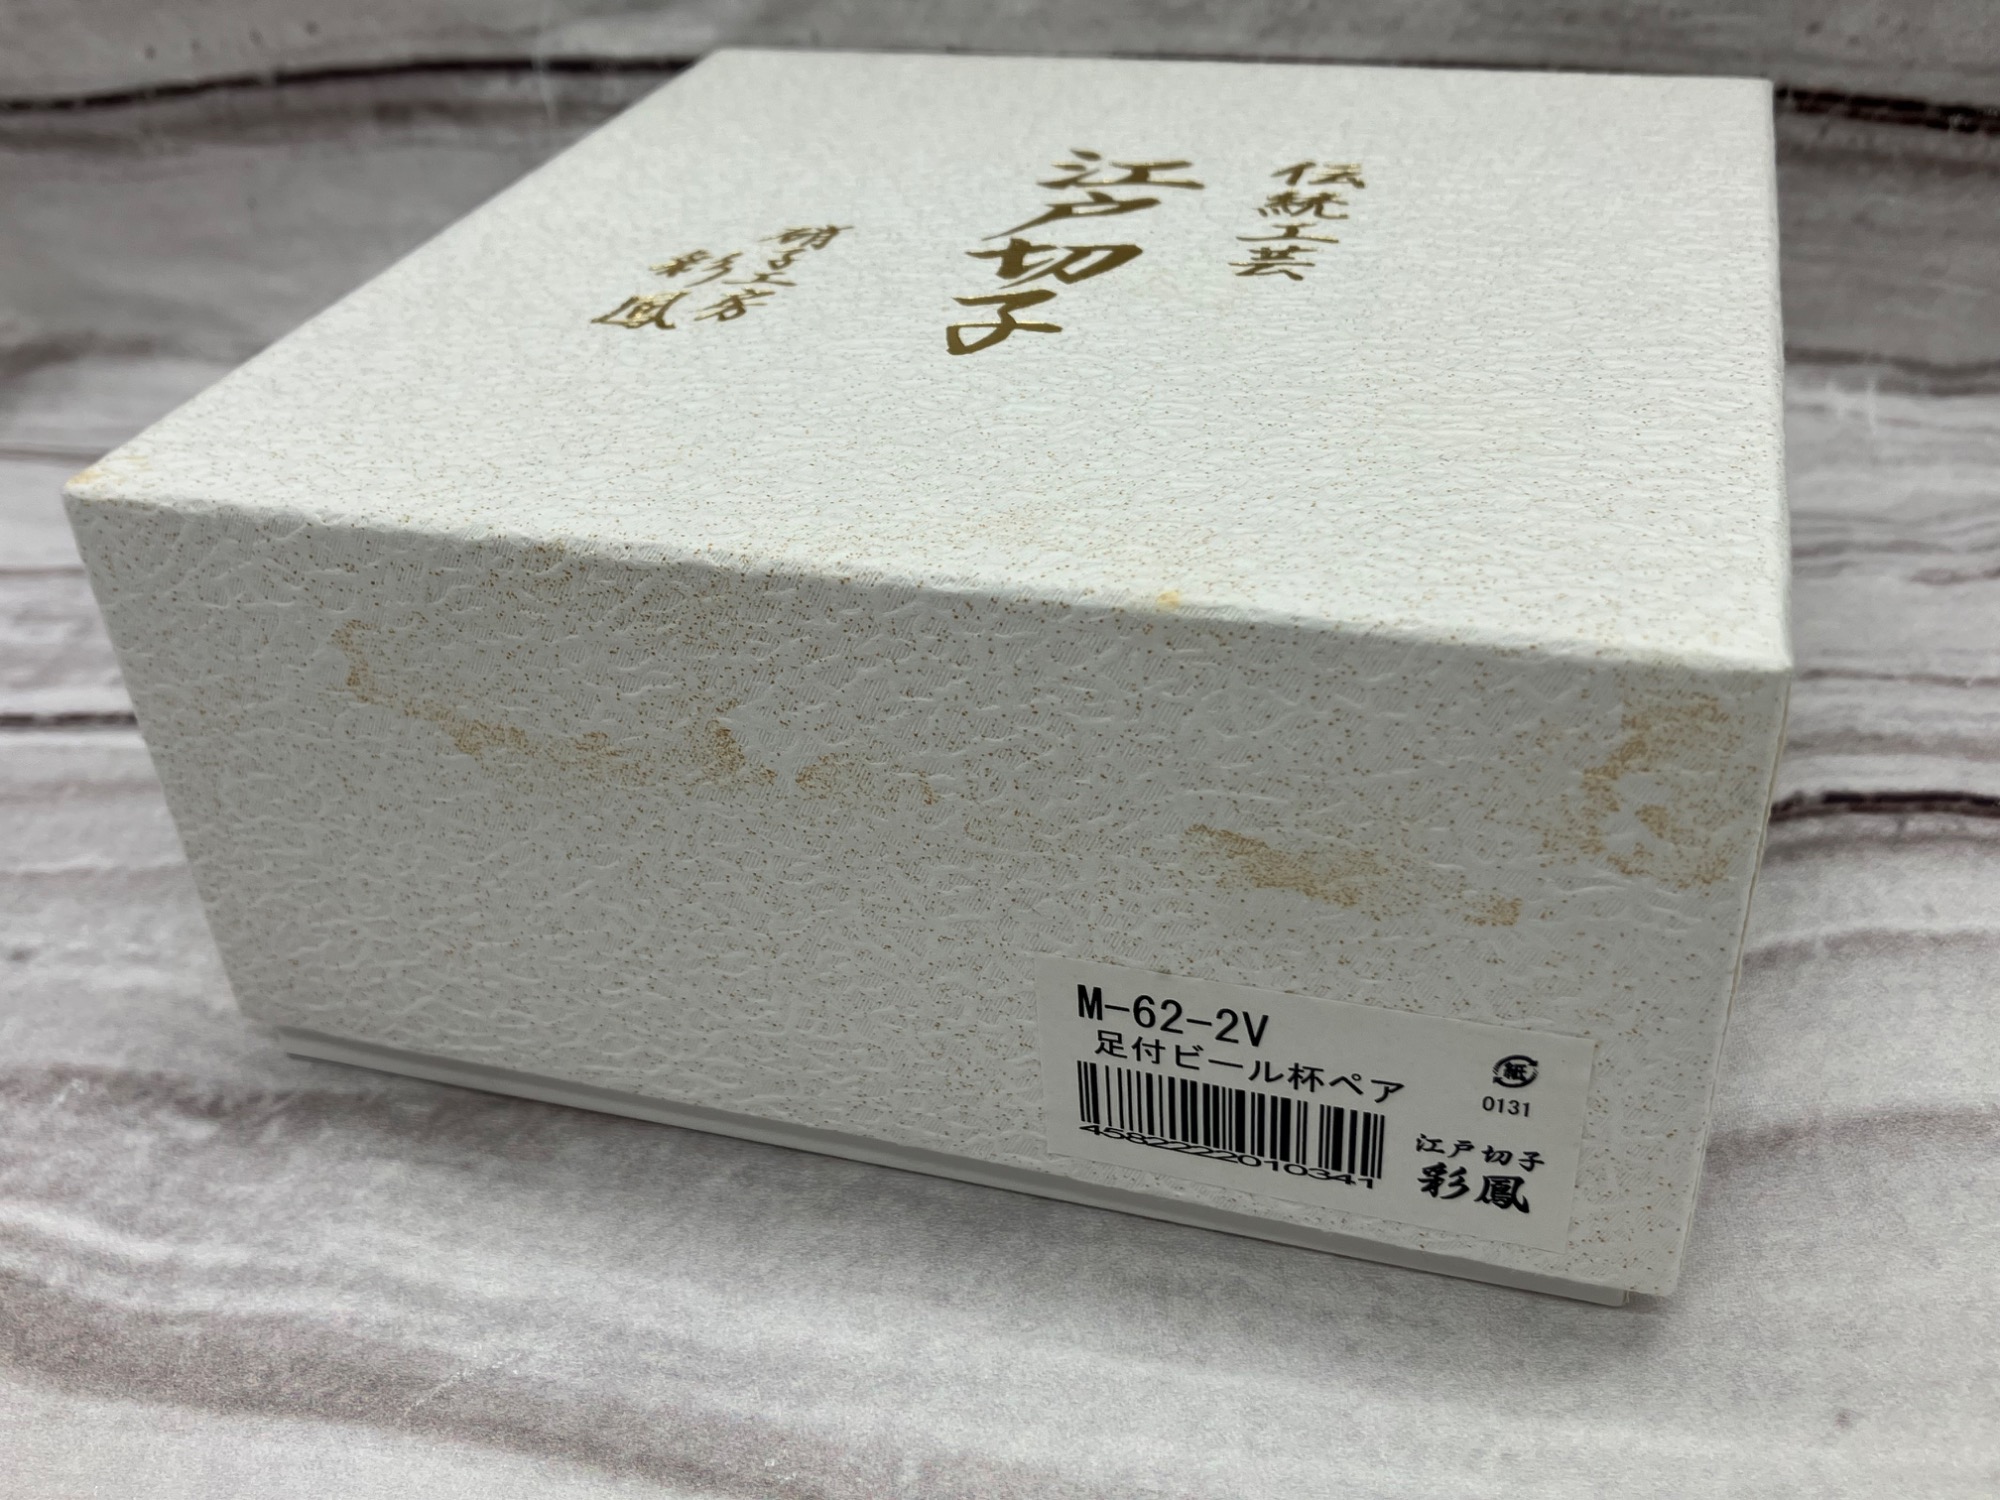 伝統工芸
江戸切子
硝子工房
彩鳳
M-62-2V
足付ビール杯ペア
4582222010341
紙
0131
江戸切子
彩鳳